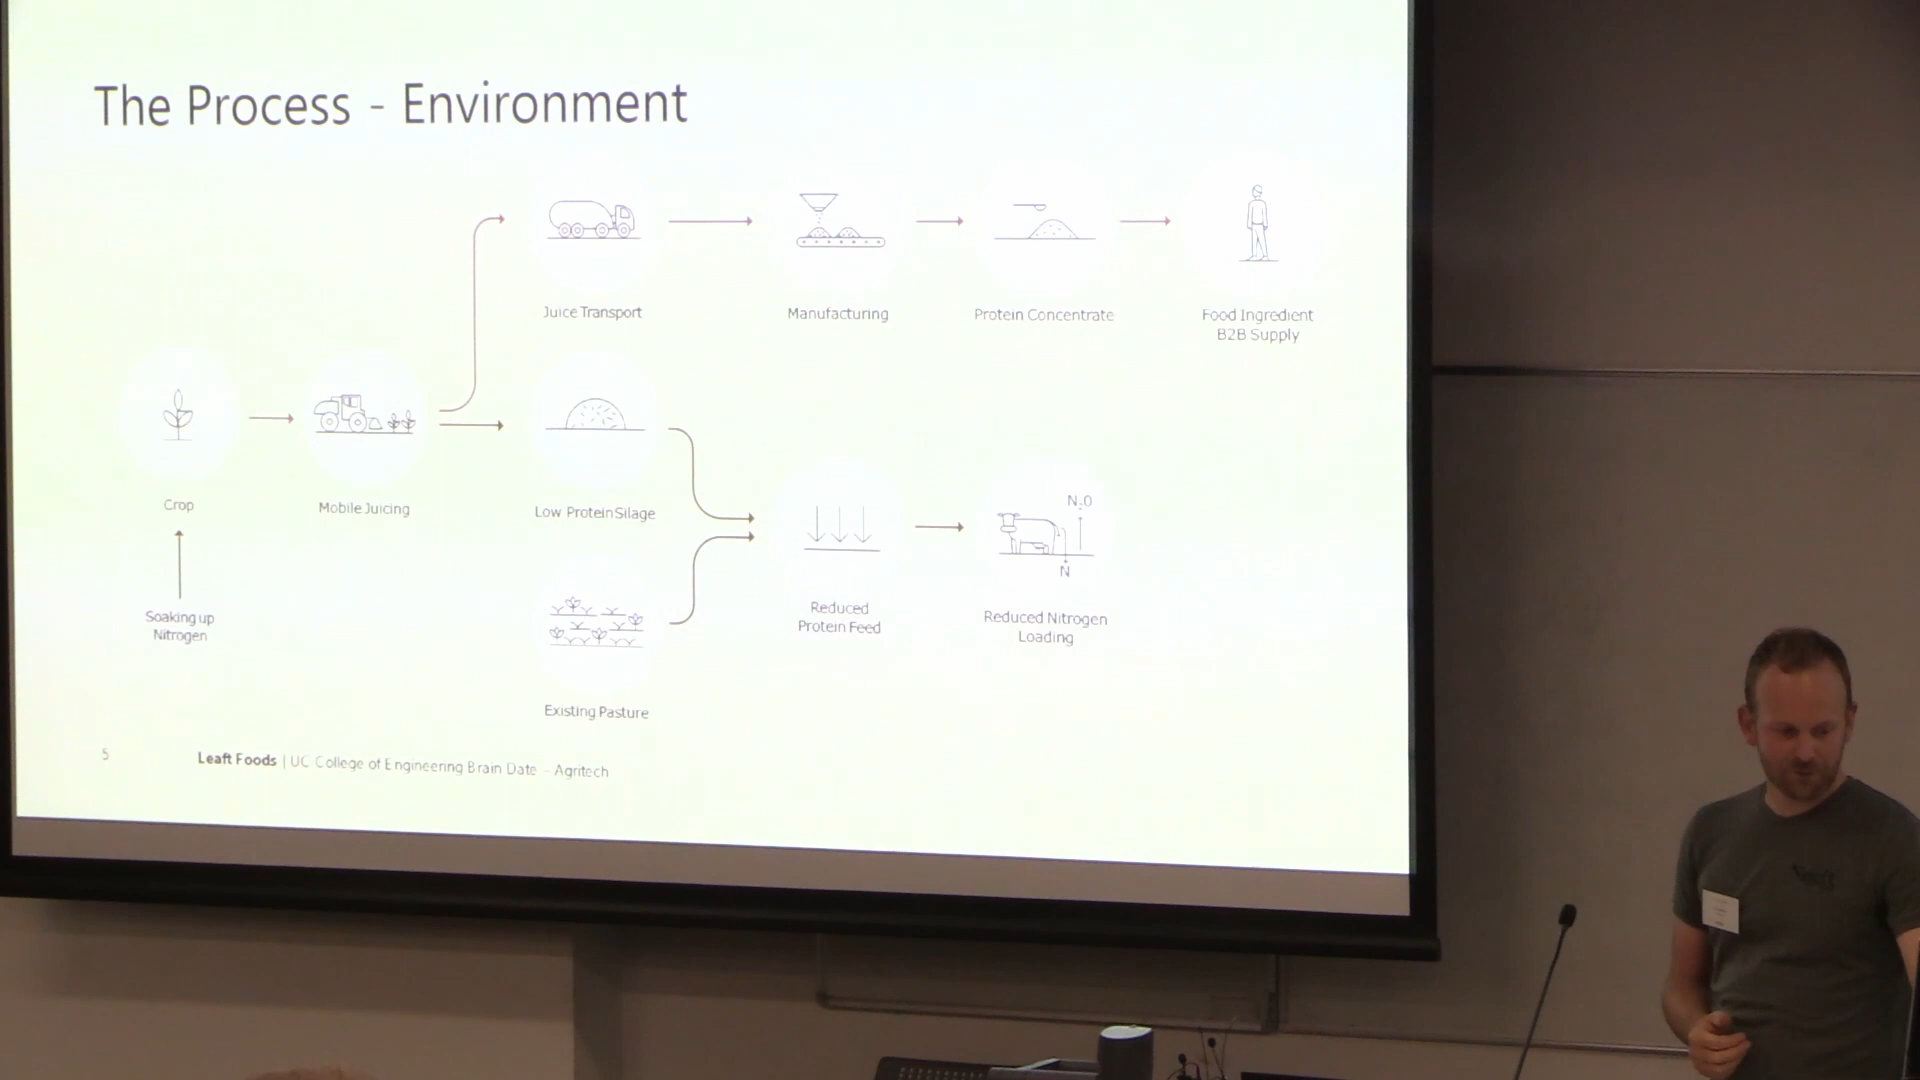 The Process - Environment
Juice Transport
Manufacturing
Protein Concentrate
Food Ingredient
B2B Supply
Crop
Mobile Juicing
Low Protein Silage
N2O
N
Soaking up
Nitrogen
Reduced
Protein Feed
Reduced Nitrogen
Loading
Existing Pasture
5
Leaft Foods | UC College of Engineering Brain Date – Agritech
Leaft